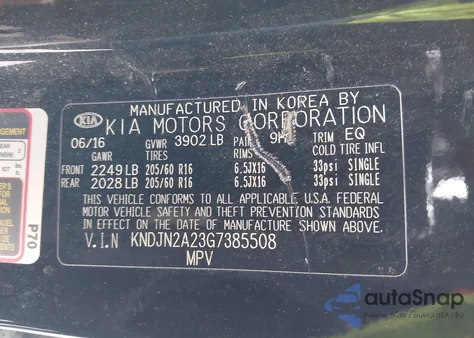 MANUFACTURED IN KOREA BY
KIA
KIA MOTORS CORPORATION
06/16 GVWR 3902 LB TRIM EQ
GAWR TIRES RIMS COLD TIRE INFL
FRONT 2249 LB 205/60 R16 6.5JX16 33psi SINGLE
REAR 2028 LB 205/60 R16 6.5JX16 33psi SINGLE
THIS VEHICLE CONFORMS TO ALL APPLICABLE U.S.A. FEDERAL
MOTOR VEHICLE SAFETY AND THEFT PREVENTION STANDARDS
IN EFFECT ON THE DATE OF MANUFACTURE SHOWN ABOVE.
V.I.N KNDJN2A23G7385508
MPV
P70
autoSnap